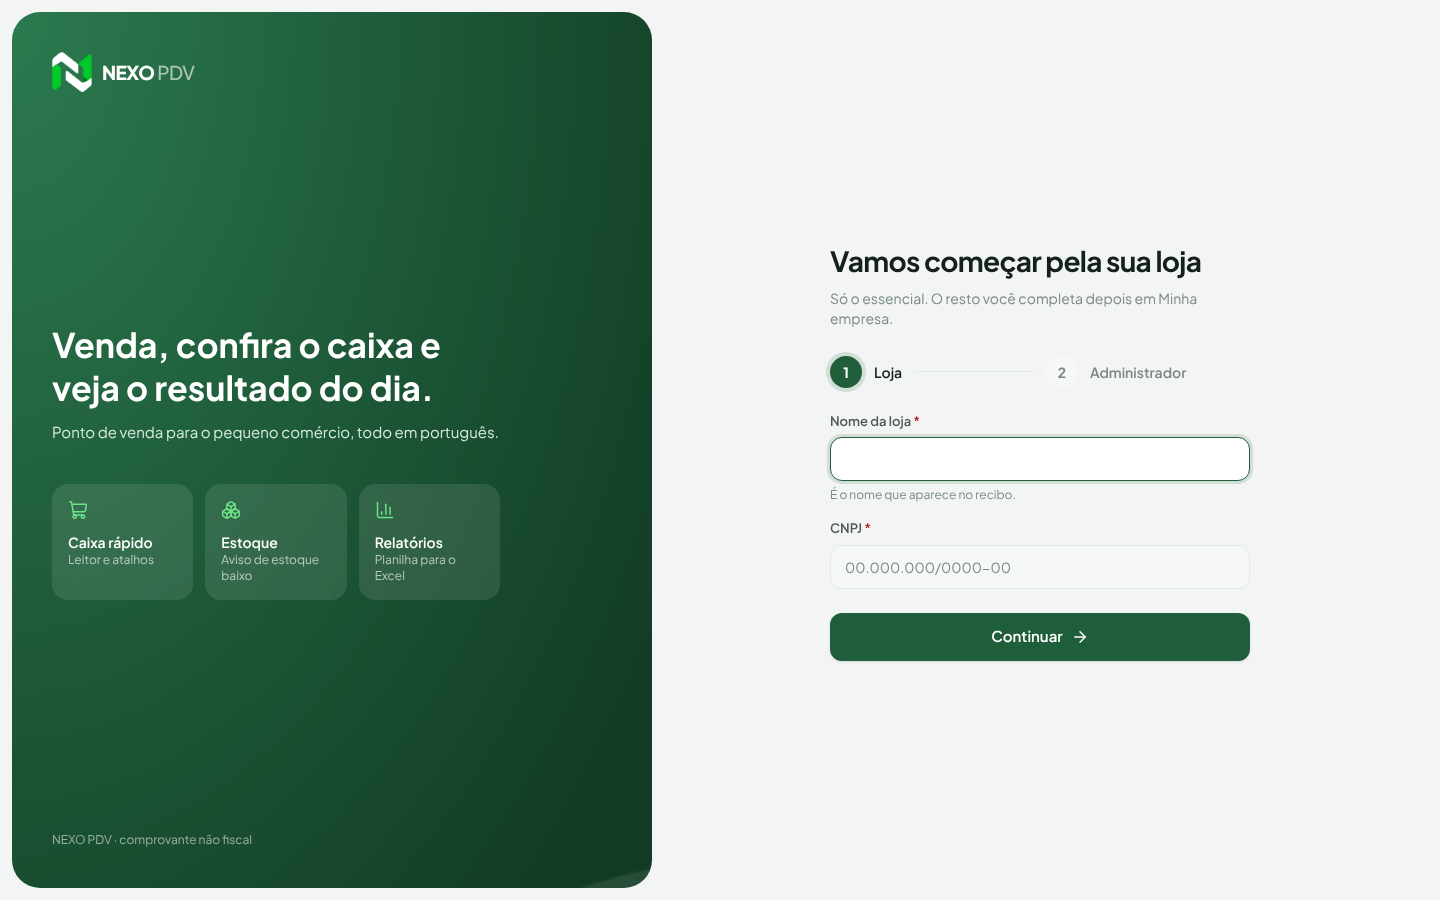 NEXO PDV
Venda, confira o caixa e
veja o resultado do dia.
Ponto de venda para o pequeno comércio, todo em português.
Caixa rápido
Leitor e atalhos
Estoque
Aviso de estoque
baixo
Relatórios
Planilha para o
Excel
NEXO PDV · comprovante não fiscal
Vamos começar pela sua loja
Só o essencial. O resto você completa depois em Minha
empresa.
1 Loja 2 Administrador
Nome da loja *
É o nome que aparece no recibo.
CNPJ *
00.000.000/0000-00
Continuar →